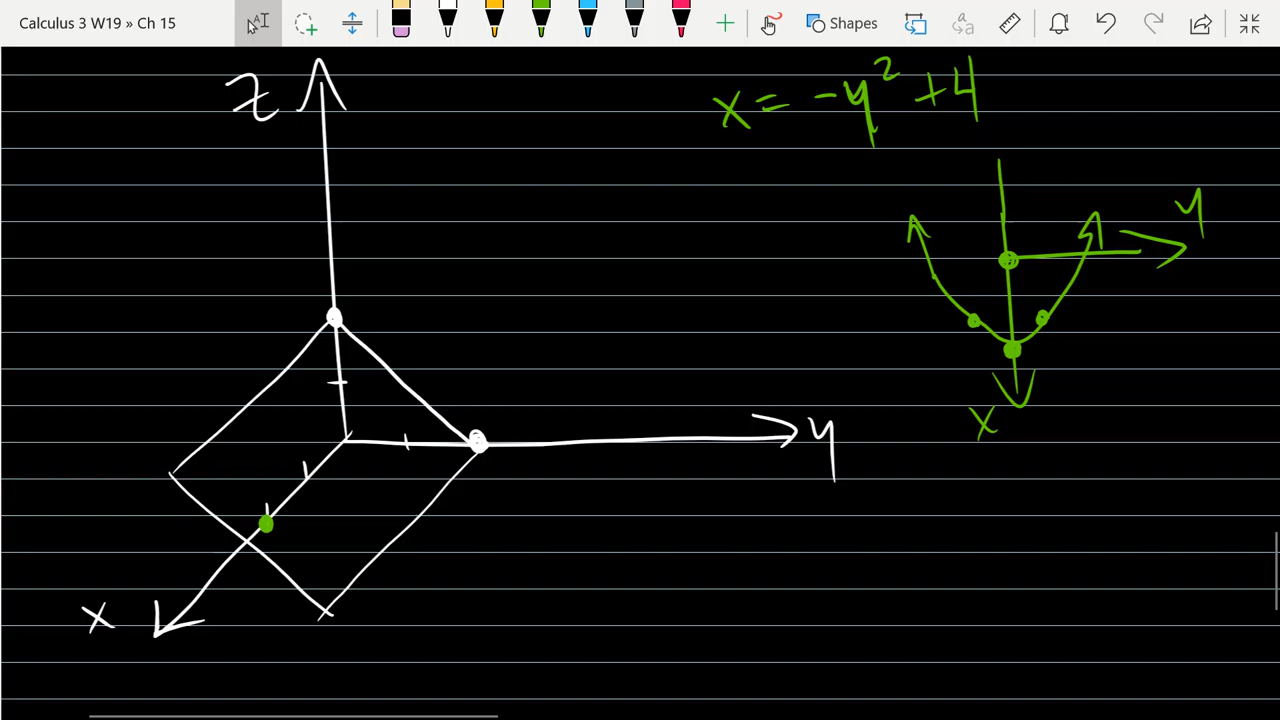 Calculus 3 W19 » Ch 15
Shapes
z
x = -y² + 4
y
x
y
x